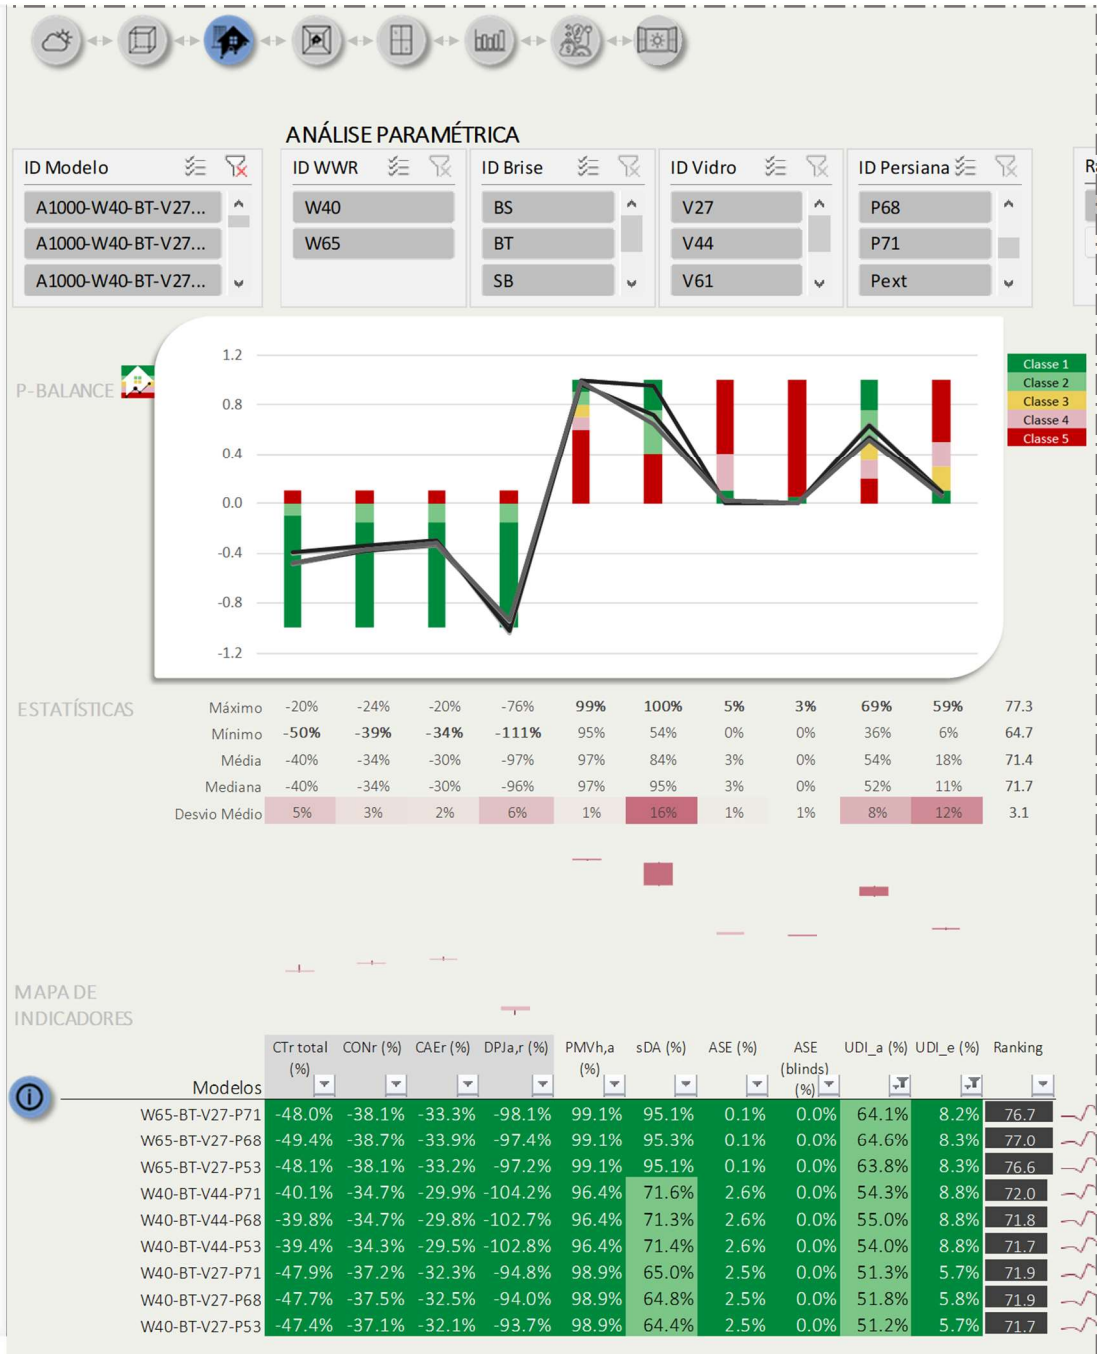 ANÁLISE PARAMÉTRICA
ID Modelo ID WWR ID Brise ID Vidro ID Persiana
A1000-W40-BT-V27... W40 BS V27 P68
A1000-W40-BT-V27... W65 BT V44 P71
A1000-W40-BT-V27... SB V61 Pext
P-BALANCE
1.2
0.8
0.4
0.0
-0.4
-0.8
-1.2
Classe 1
Classe 2
Classe 3
Classe 4
Classe 5
ESTATÍSTICAS
Máximo -20% -24% -20% -76% 99% 100% 5% 3% 69% 59% 77.3
Mínimo -50% -39% -34% -111% 95% 54% 0% 0% 36% 6% 64.7
Média -40% -34% -30% -97% 97% 84% 3% 0% 54% 18% 71.4
Mediana -40% -34% -30% -96% 97% 95% 3% 0% 52% 11% 71.7
Desvio Médio 5% 3% 2% 6% 1% 16% 1% 1% 8% 12% 3.1
MAPA DE
INDICADORES
CTr total CONr (%) CAEr (%) DPJa,r (%) PMVh,a sDA (%) ASE (%) ASE UDI_a (%) UDI_e (%) Ranking
(%) (%) (blinds)
Modelos (%)
W65-BT-V27-P71 -48.0% -38.1% -33.3% -98.1% 99.1% 95.1% 0.1% 0.0% 64.1% 8.2% 76.7
W65-BT-V27-P68 -49.4% -38.7% -33.9% -97.4% 99.1% 95.3% 0.1% 0.0% 64.6% 8.3% 77.0
W65-BT-V27-P53 -48.1% -38.1% -33.2% -97.2% 99.1% 95.1% 0.1% 0.0% 63.8% 8.3% 76.6
W40-BT-V44-P71 -40.1% -34.7% -29.9% -104.2% 96.4% 71.6% 2.6% 0.0% 54.3% 8.8% 72.0
W40-BT-V44-P68 -39.8% -34.7% -29.8% -102.7% 96.4% 71.3% 2.6% 0.0% 55.0% 8.8% 71.8
W40-BT-V44-P53 -39.4% -34.3% -29.5% -102.8% 96.4% 71.4% 2.6% 0.0% 54.0% 8.8% 71.7
W40-BT-V27-P71 -47.9% -37.2% -32.3% -94.8% 98.9% 65.0% 2.5% 0.0% 51.3% 5.7% 71.9
W40-BT-V27-P68 -47.7% -37.5% -32.5% -94.0% 98.9% 64.8% 2.5% 0.0% 51.8% 5.8% 71.9
W40-BT-V27-P53 -47.4% -37.1% -32.1% -93.7% 98.9% 64.4% 2.5% 0.0% 51.2% 5.7% 71.7